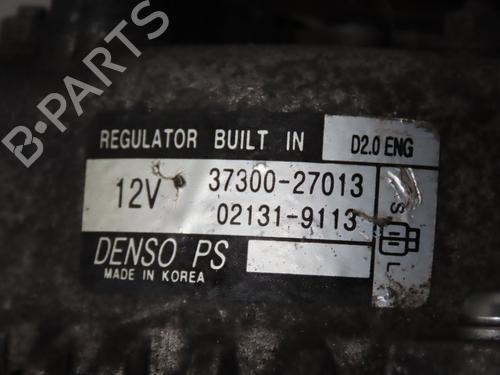 B-PARTS
REGULATOR BUILT IN D2.0 ENG
12V 37300-27013
02131-9113
S
L
DENSO PS
MADE IN KOREA